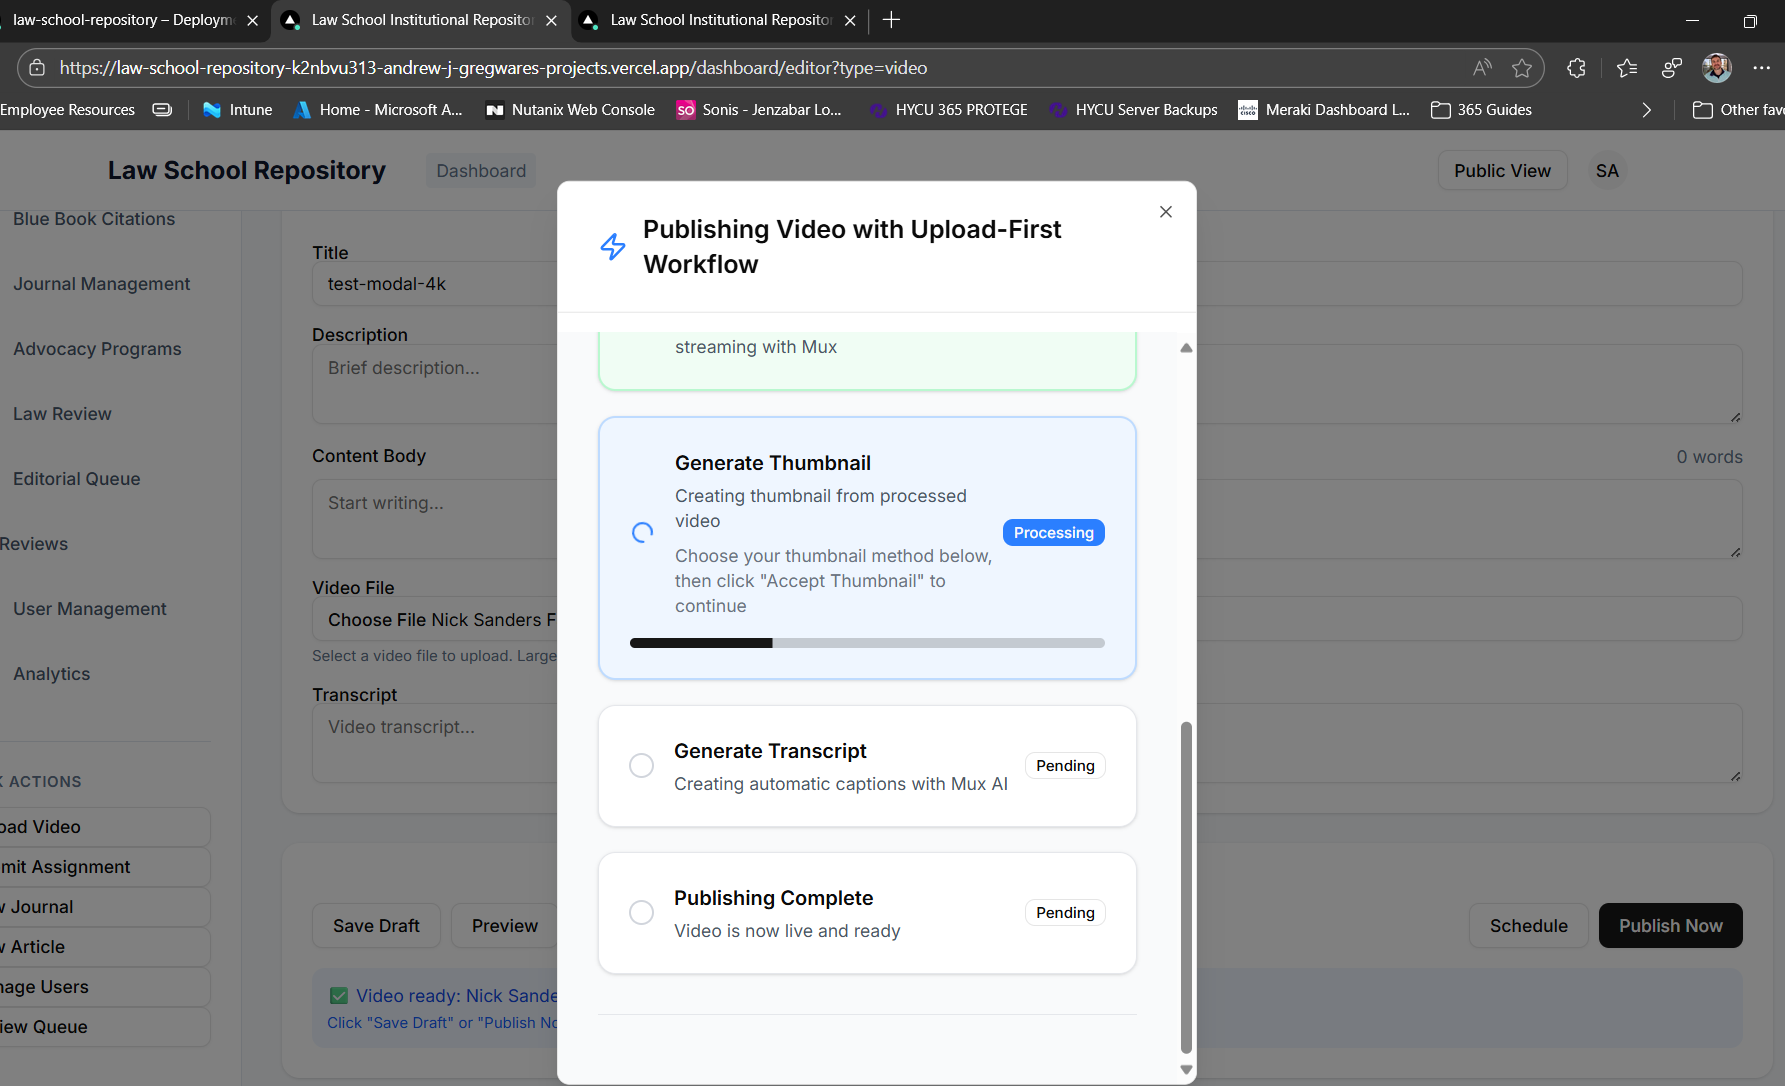 law-school-repository – Deployme
Law School Institutional Repositor
Law School Institutional Repositor
https://law-school-repository-k2nbvu313-andrew-j-gregwares-projects.vercel.app/dashboard/editor?type=video
Employee Resources
Intune
Home - Microsoft A...
Nutanix Web Console
SO Sonis - Jenzabar Lo...
HYCU 365 PROTEGE
HYCU Server Backups
CISCO Meraki Dashboard L...
365 Guides
Other favo
Law School Repository
Dashboard
Public View
SA
Blue Book Citations
Journal Management
Advocacy Programs
Law Review
Editorial Queue
Reviews
User Management
Analytics
K ACTIONS
oad Video
mit Assignment
w Journal
w Article
nage Users
iew Queue
Title
test-modal-4k
Description
Brief description...
Content Body
0 words
Start writing...
Video File
Choose File Nick Sanders F
Select a video file to upload. Large
Transcript
Video transcript...
Save Draft
Preview
Schedule
Publish Now
✅ Video ready: Nick Sande
Click "Save Draft" or "Publish No
Publishing Video with Upload-First
Workflow
streaming with Mux
Generate Thumbnail
Creating thumbnail from processed
video
Processing
Choose your thumbnail method below,
then click "Accept Thumbnail" to
continue
Generate Transcript
Creating automatic captions with Mux AI
Pending
Publishing Complete
Video is now live and ready
Pending